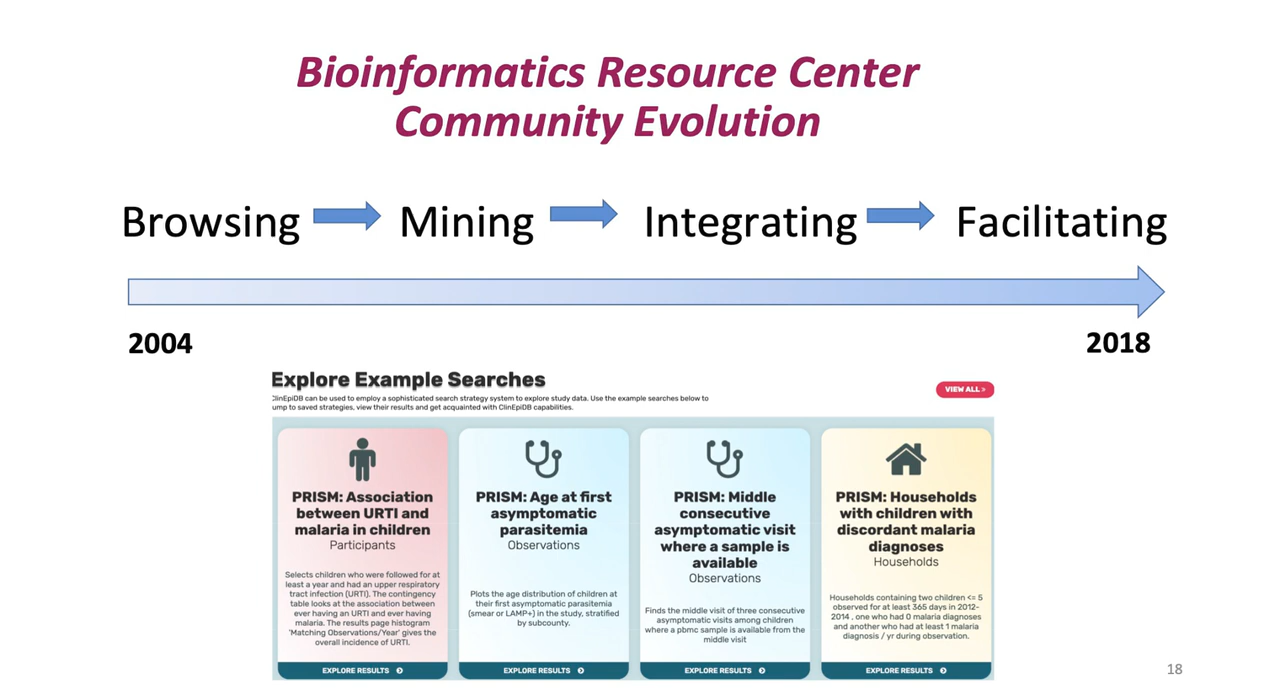 Bioinformatics Resource Center
Community Evolution
Browsing Mining Integrating Facilitating
2004 2018
Explore Example Searches
VIEW ALL »
ClinEpiDB can be used to employ a sophisticated search strategy system to explore study data. Use the example searches below to
ump to saved strategies, view their results and get acquainted with ClinEpiDB capabilities.
PRISM: Association
between URTI and
malaria in children
Participants
Selects children who were followed for at
least a year and had an upper respiratory
tract infection (URTI). The contingency
table looks at the association between
ever having an URTI and ever having
malaria. The results page histogram
'Matching Observations/Year' gives the
overall incidence of URTI.
EXPLORE RESULTS
PRISM: Age at first
asymptomatic
parasitemia
Observations
Plots the age distribution of children at
their first asymptomatic parasitemia
(smear or LAMP+) in the study, stratified
by subcounty.
EXPLORE RESULTS
PRISM: Middle
consecutive
asymptomatic visit
where a sample is
available
Observations
Finds the middle visit of three consecutive
asymptomatic visits among children
where a pbmc sample is available from the
middle visit
EXPLORE RESULTS
PRISM: Households
with children with
discordant malaria
diagnoses
Households
Households containing two children <= 5
observed for at least 365 days in 2012-
2014 , one who had 0 malaria diagnoses
and another who had at least 1 malaria
diagnosis / yr during observation.
EXPLORE RESULTS
18